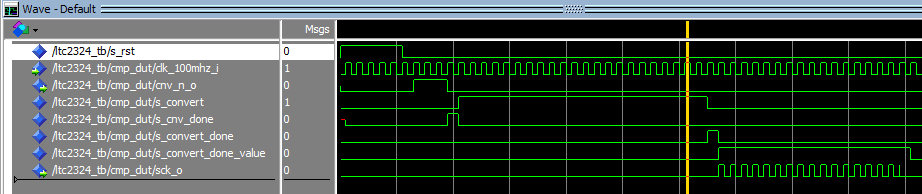 Wave - Default
Msgs
/ltc2324_tb/s_rst 0
/ltc2324_tb/cmp_dut/clk_100mhz_i 1
/ltc2324_tb/cmp_dut/cnv_n_o 0
/ltc2324_tb/cmp_dut/s_convert 1
/ltc2324_tb/cmp_dut/s_cnv_done 0
/ltc2324_tb/cmp_dut/s_convert_done 0
/ltc2324_tb/cmp_dut/s_convert_done_value 0
/ltc2324_tb/cmp_dut/sck_o 0